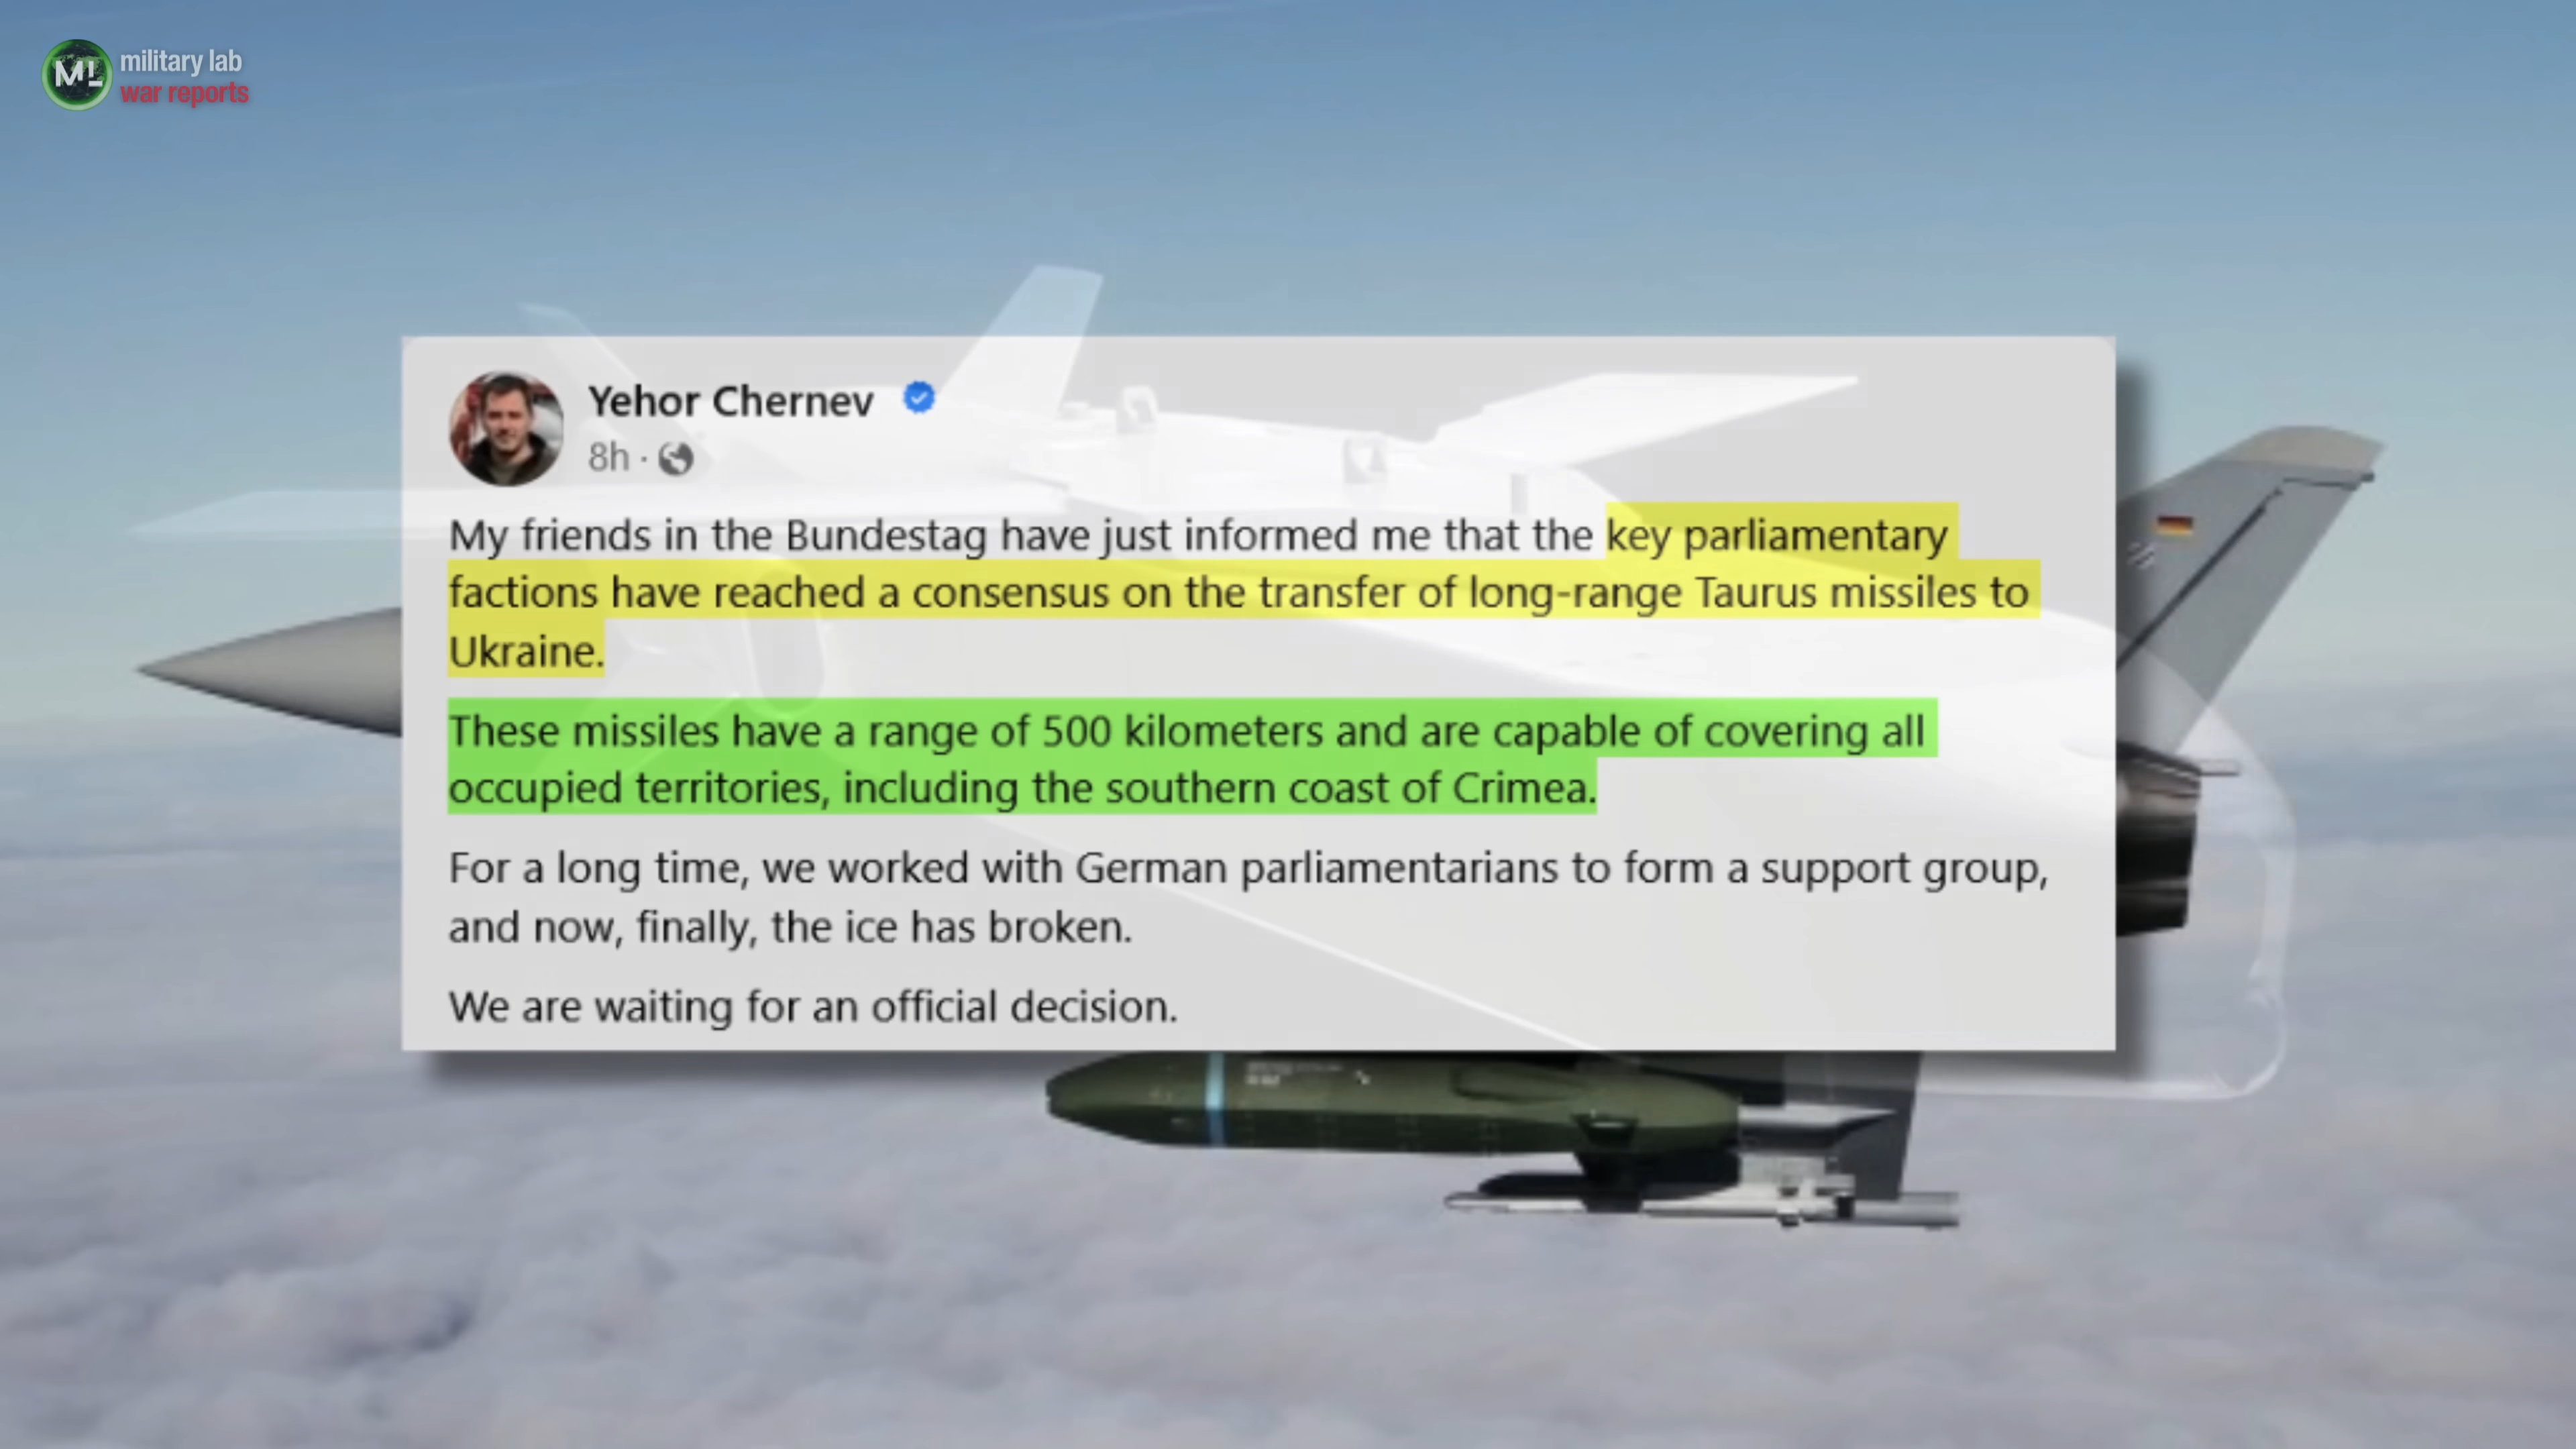 military lab
war reports
Yehor Chernev
8h ·
My friends in the Bundestag have just informed me that the key parliamentary
factions have reached a consensus on the transfer of long-range Taurus missiles to
Ukraine.
These missiles have a range of 500 kilometers and are capable of covering all
occupied territories, including the southern coast of Crimea.
For a long time, we worked with German parliamentarians to form a support group,
and now, finally, the ice has broken.
We are waiting for an official decision.